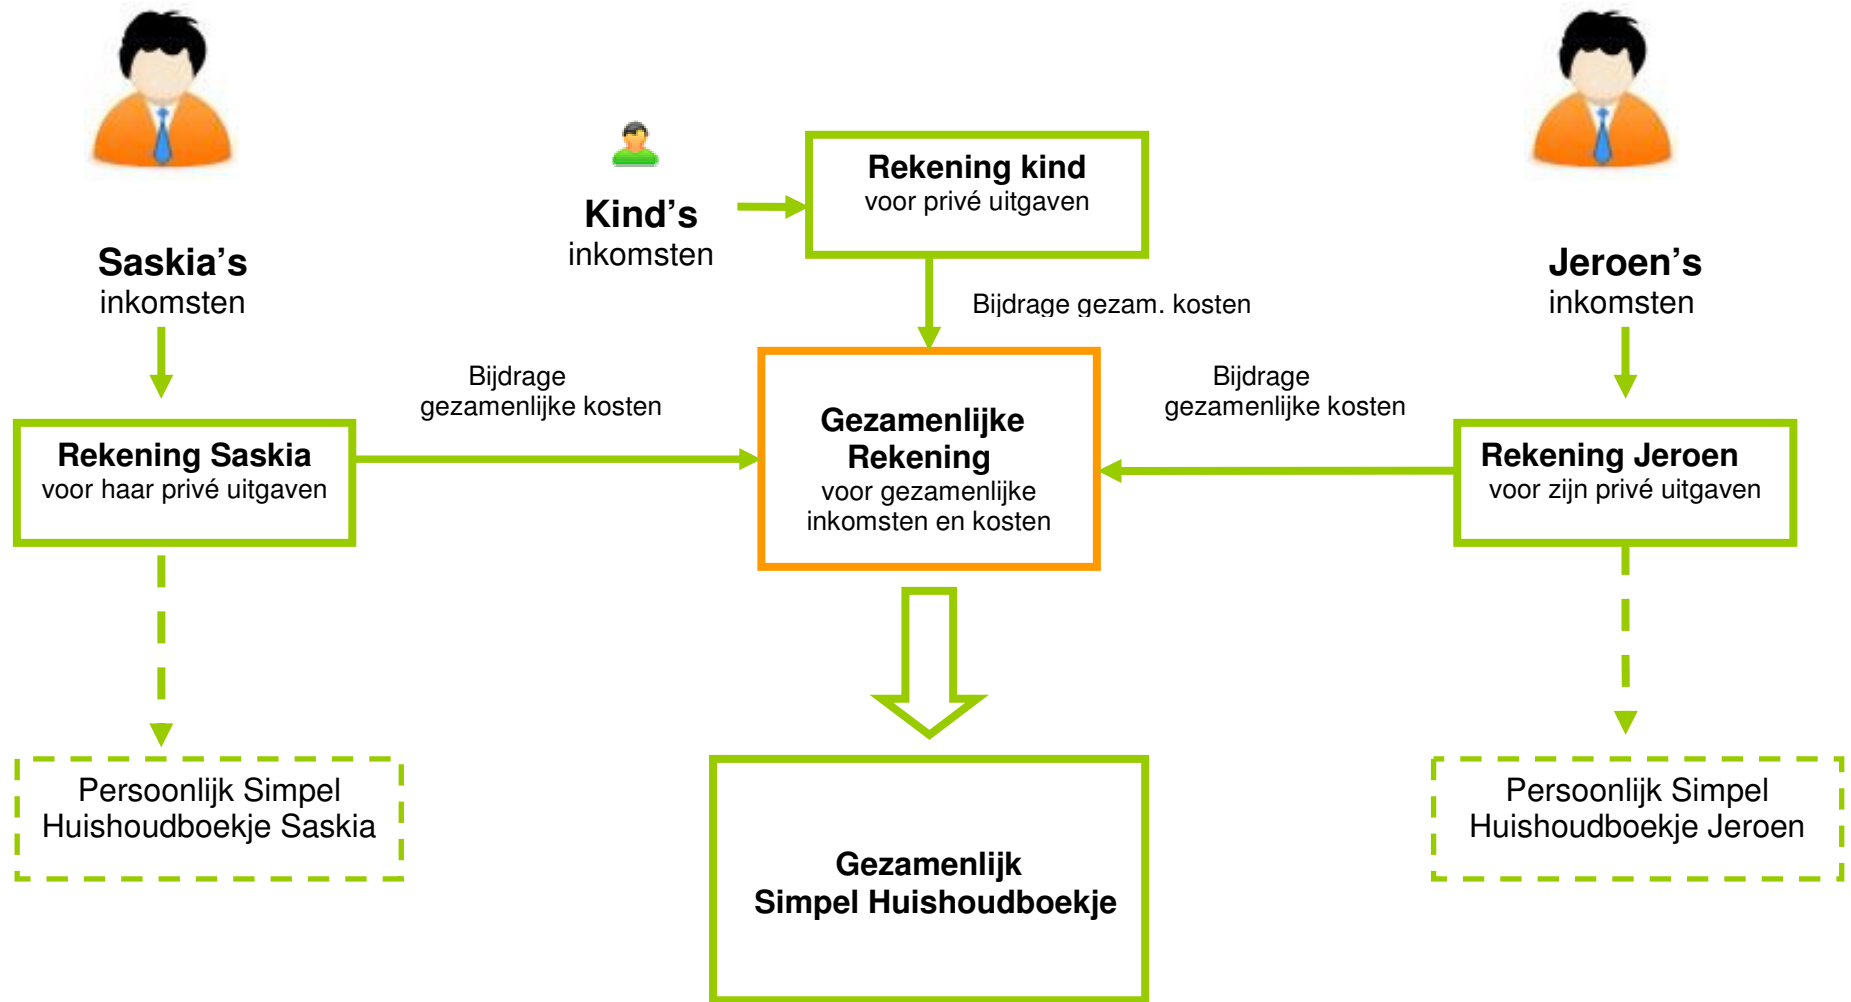 Kind's
inkomsten
Rekening kind
voor privé uitgaven
Saskia's
inkomsten
Jeroen's
inkomsten
Bijdrage gezam. kosten
Bijdrage
gezamenlijke kosten
Bijdrage
gezamenlijke kosten
Rekening Saskia
voor haar privé uitgaven
Gezamenlijke
Rekening
voor gezamenlijke
inkomsten en kosten
Rekening Jeroen
voor zijn privé uitgaven
Persoonlijk Simpel
Huishoudboekje Saskia
Gezamenlijk
Simpel Huishoudboekje
Persoonlijk Simpel
Huishoudboekje Jeroen